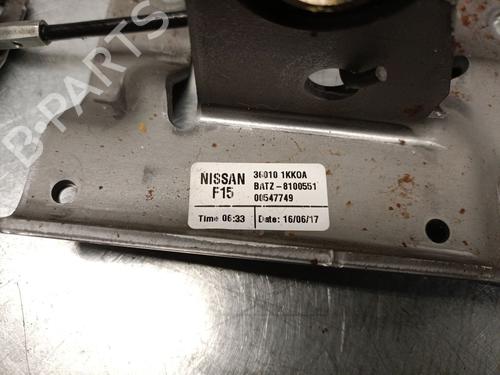 B-PARTS
NISSAN 36010 1KK0A
F15 BATZ-8100551
00547749
Time 06:33 Date: 16/06/17